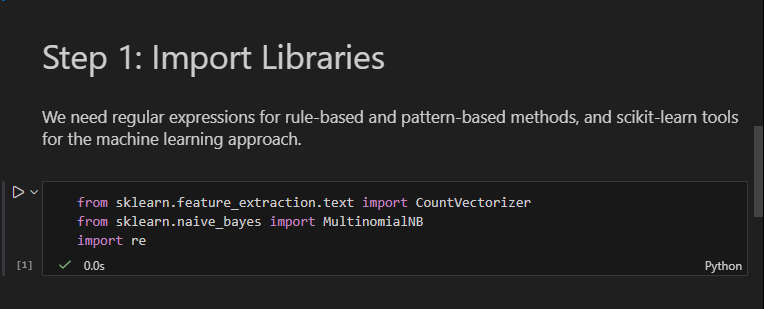 Step 1: Import Libraries
We need regular expressions for rule-based and pattern-based methods, and scikit-learn tools
for the machine learning approach.
from sklearn.feature_extraction.text import CountVectorizer
from sklearn.naive_bayes import MultinomialNB
import re
[1]
0.0s
Python